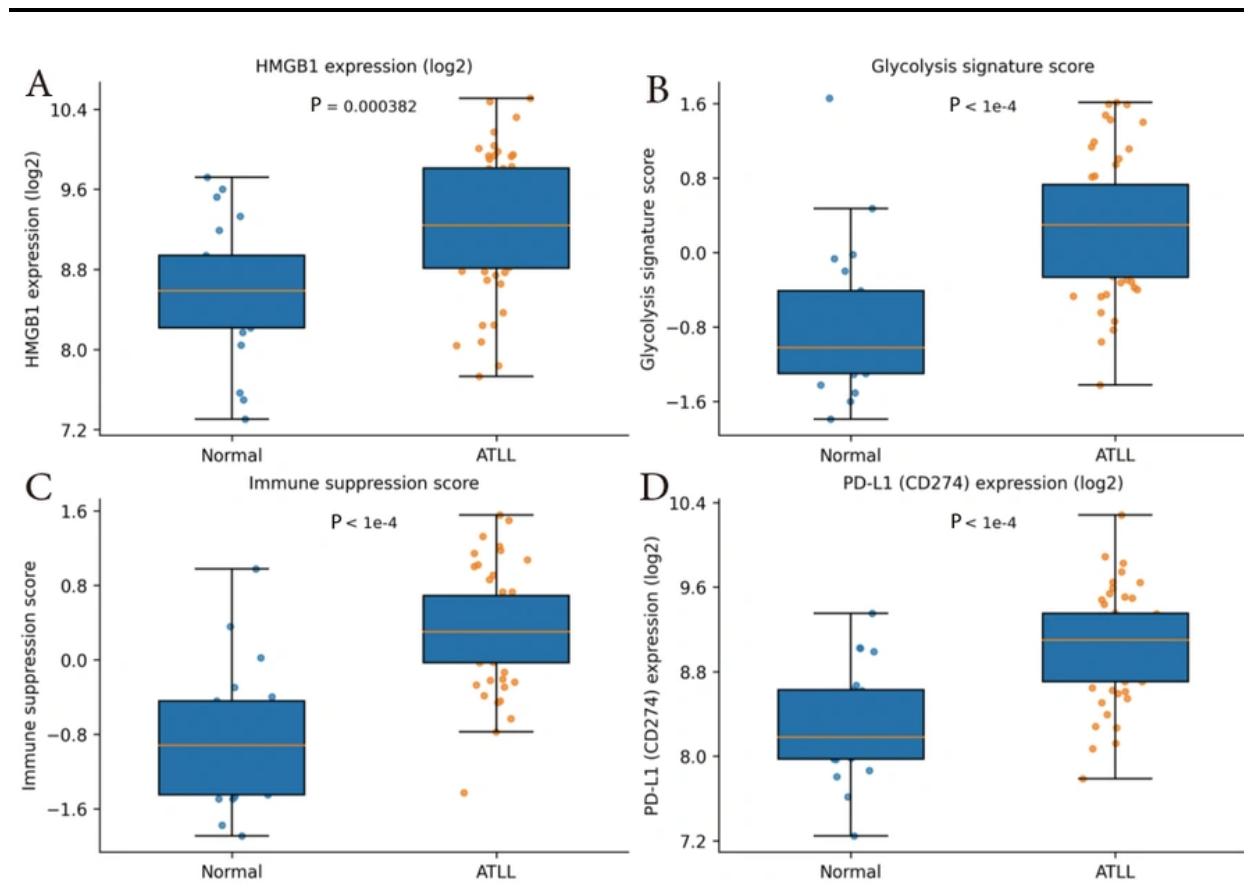 A
HMGB1 expression (log2)
P = 0.000382
HMGB1 expression (log2)
10.4
9.6
8.8
8.0
7.2
Normal
ATLL
B
Glycolysis signature score
P < 1e-4
Glycolysis signature score
1.6
0.8
0.0
−0.8
−1.6
Normal
ATLL
C
Immune suppression score
P < 1e-4
Immune suppression score
1.6
0.8
0.0
−0.8
−1.6
Normal
ATLL
D
PD-L1 (CD274) expression (log2)
P < 1e-4
PD-L1 (CD274) expression (log2)
10.4
9.6
8.8
8.0
7.2
Normal
ATLL